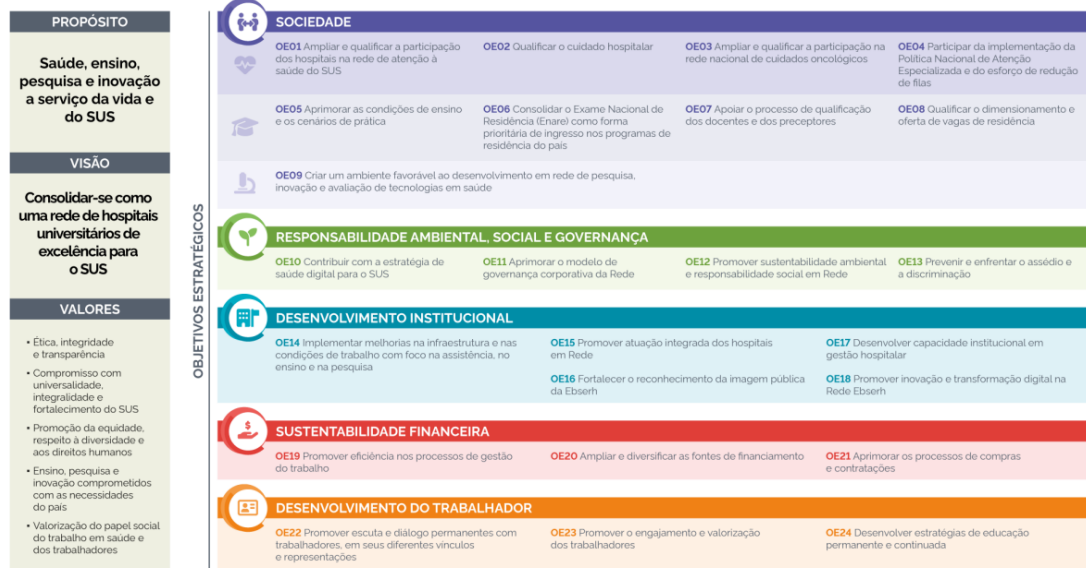 PROPÓSITO
Saúde, ensino,
pesquisa e inovação
a serviço da vida e
do SUS
VISÃO
Consolidar-se como
uma rede de hospitais
universitários de
excelência para
o SUS
VALORES
• Ética, integridade
e transparência
• Compromisso com
universalidade,
integralidade e
fortalecimento do SUS
• Promoção da equidade,
respeito à diversidade e
aos direitos humanos
• Ensino, pesquisa e
inovação comprometidos
com as necessidades
do país
• Valorização do papel social
do trabalho em saúde e
dos trabalhadores
OBJETIVOS ESTRATÉGICOS
SOCIEDADE
OE01 Ampliar e qualificar a participação
dos hospitais na rede de atenção à
saúde do SUS
OE02 Qualificar o cuidado hospitalar
OE03 Ampliar e qualificar a participação na
rede nacional de cuidados oncológicos
OE04 Participar da implementação da
Política Nacional de Atenção
Especializada e do esforço de redução
de filas
OE05 Aprimorar as condições de ensino
e os cenários de prática
OE06 Consolidar o Exame Nacional de
Residência (Enare) como forma
prioritária de ingresso nos programas de
residência do país
OE07 Apoiar o processo de qualificação
dos docentes e dos preceptores
OE08 Qualificar o dimensionamento e
oferta de vagas de residência
OE09 Criar um ambiente favorável ao desenvolvimento em rede de pesquisa,
inovação e avaliação de tecnologias em saúde
RESPONSABILIDADE AMBIENTAL, SOCIAL E GOVERNANÇA
OE10 Contribuir com a estratégia de
saúde digital para o SUS
OE11 Aprimorar o modelo de
governança corporativa da Rede
OE12 Promover sustentabilidade ambiental
e responsabilidade social em Rede
OE13 Prevenir e enfrentar o assédio e
a discriminação
DESENVOLVIMENTO INSTITUCIONAL
OE14 Implementar melhorias na infraestrutura e nas
condições de trabalho com foco na assistência, no
ensino e na pesquisa
OE15 Promover atuação integrada dos hospitais
em Rede
OE16 Fortalecer o reconhecimento da imagem pública
da Ebserh
OE17 Desenvolver capacidade institucional em
gestão hospitalar
OE18 Promover inovação e transformação digital na
Rede Ebserh
SUSTENTABILIDADE FINANCEIRA
OE19 Promover eficiência nos processos de gestão
do trabalho
OE20 Ampliar e diversificar as fontes de financiamento
OE21 Aprimorar os processos de compras
e contratações
DESENVOLVIMENTO DO TRABALHADOR
OE22 Promover escuta e diálogo permanentes com
trabalhadores, em seus diferentes vínculos
e representações
OE23 Promover o engajamento e valorização
dos trabalhadores
OE24 Desenvolver estratégias de educação
permanente e continuada